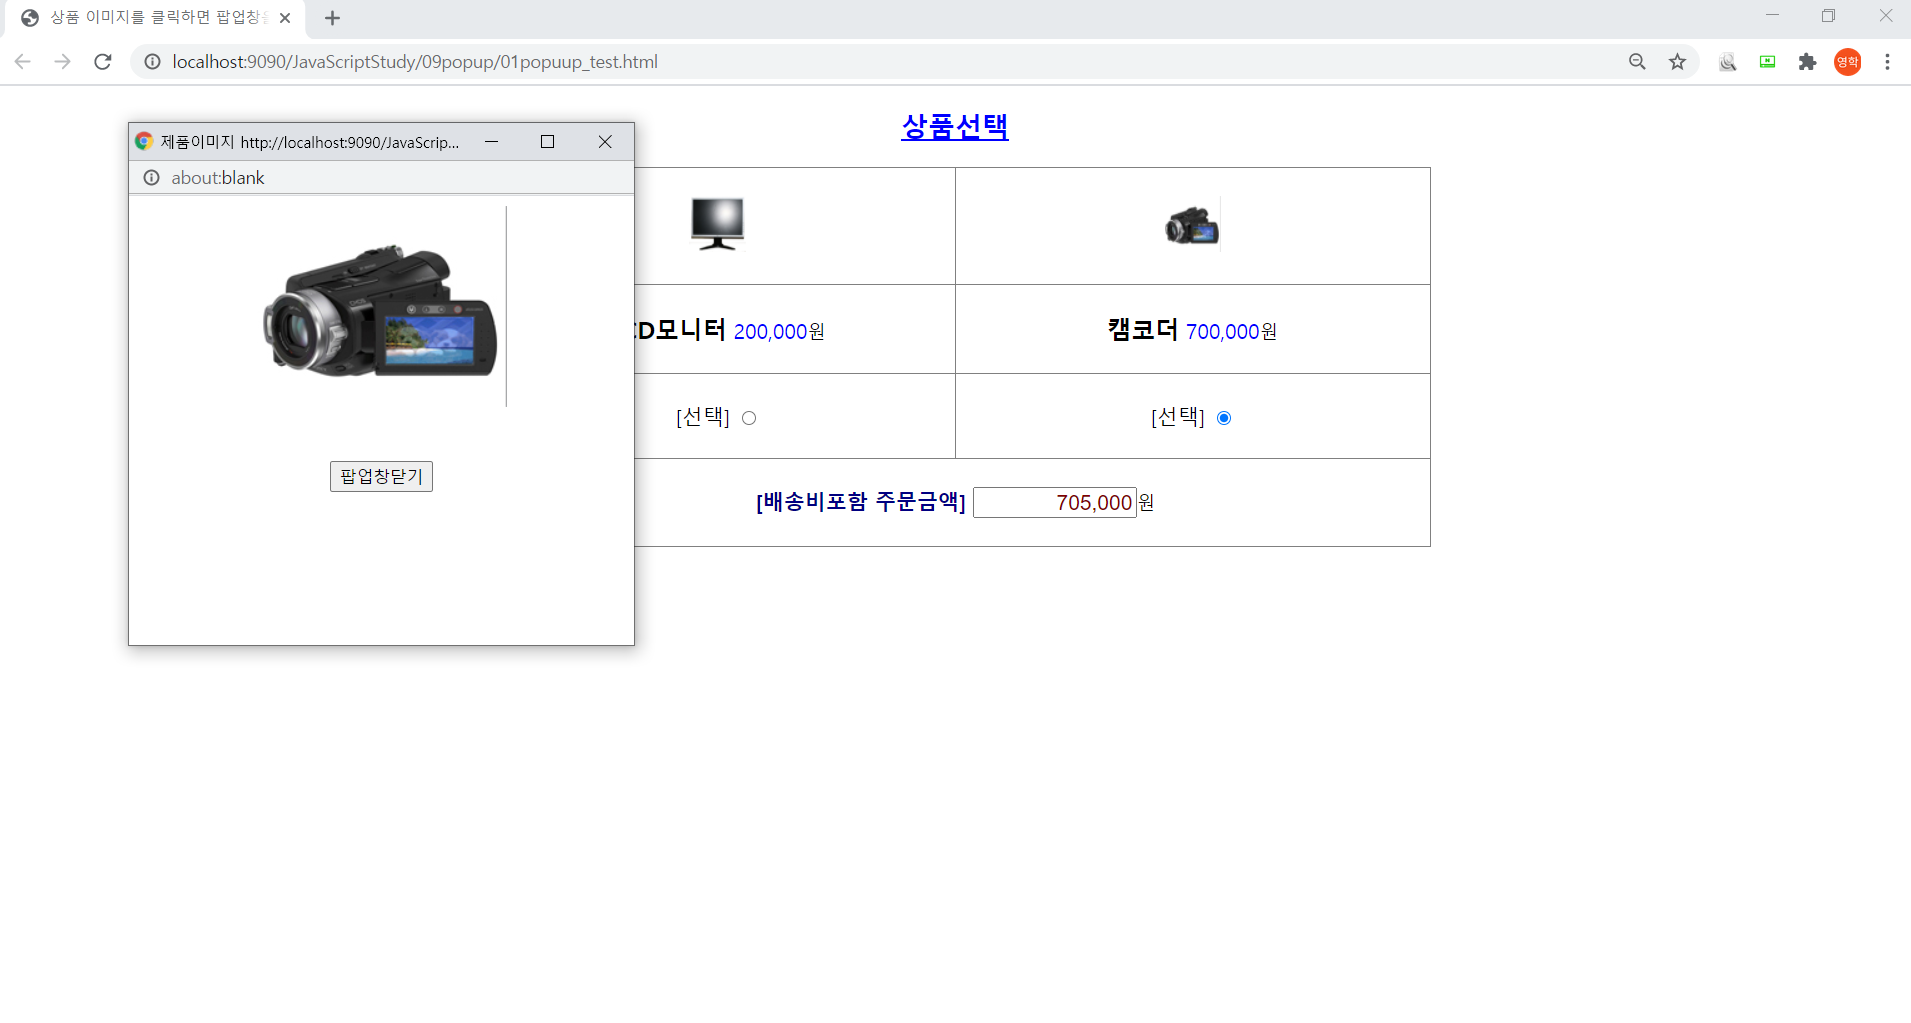 상품 이미지를 클릭하면 팝업창을
localhost:9090/JavaScriptStudy/09popup/01popuup_test.html
영학
상품선택
제품이미지 http://localhost:9090/JavaScrip...
about:blank
팝업창닫기
CD모니터 200,000원
캠코더 700,000원
[선택]
[선택]
[배송비포함 주문금액] 705,000원